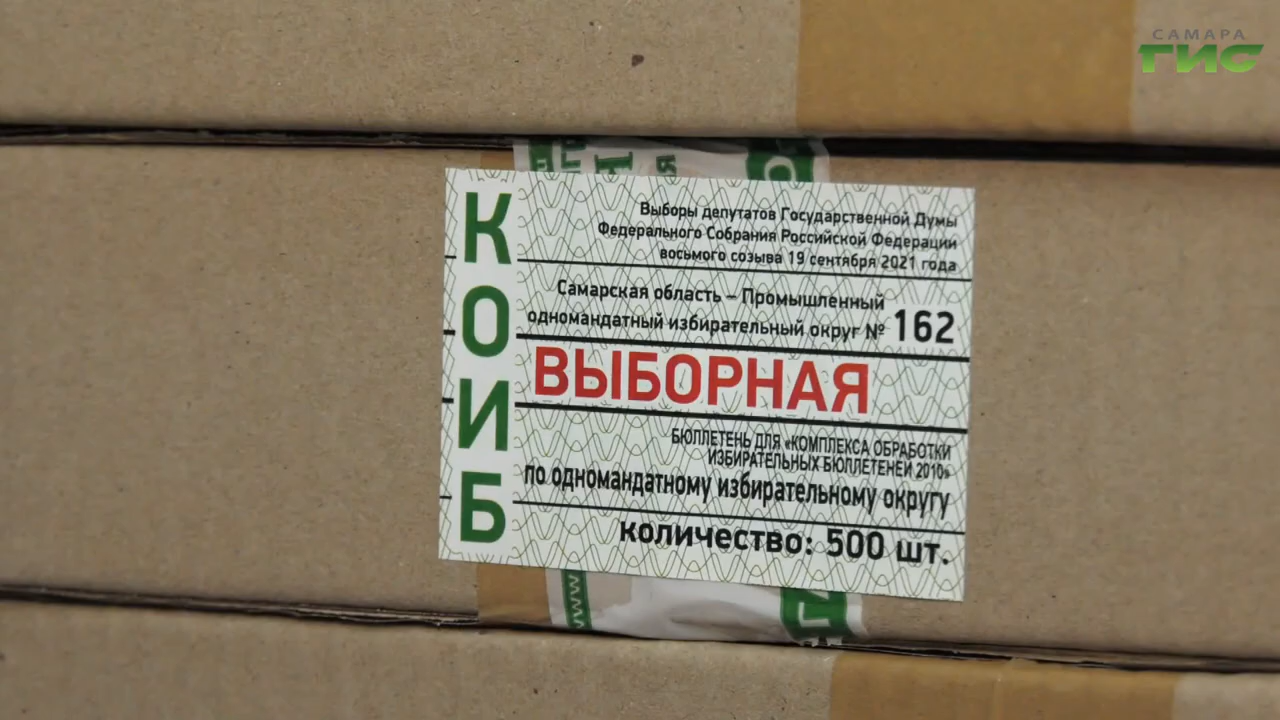 САМАРА
ГИС
КОИБ
Выборы депутатов Государственной Думы
Федерального Собрания Российской Федерации
восьмого созыва 19 сентября 2021 года
Самарская область – Промышленный
одномандатный избирательный округ № 162
ВЫБОРНАЯ
БЮЛЛЕТЕНЬ ДЛЯ «КОМПЛЕКСА ОБРАБОТКИ
ИЗБИРАТЕЛЬНЫХ БЮЛЛЕТЕНЕЙ 2010»
по одномандатному избирательному округу
количество: 500 шт.